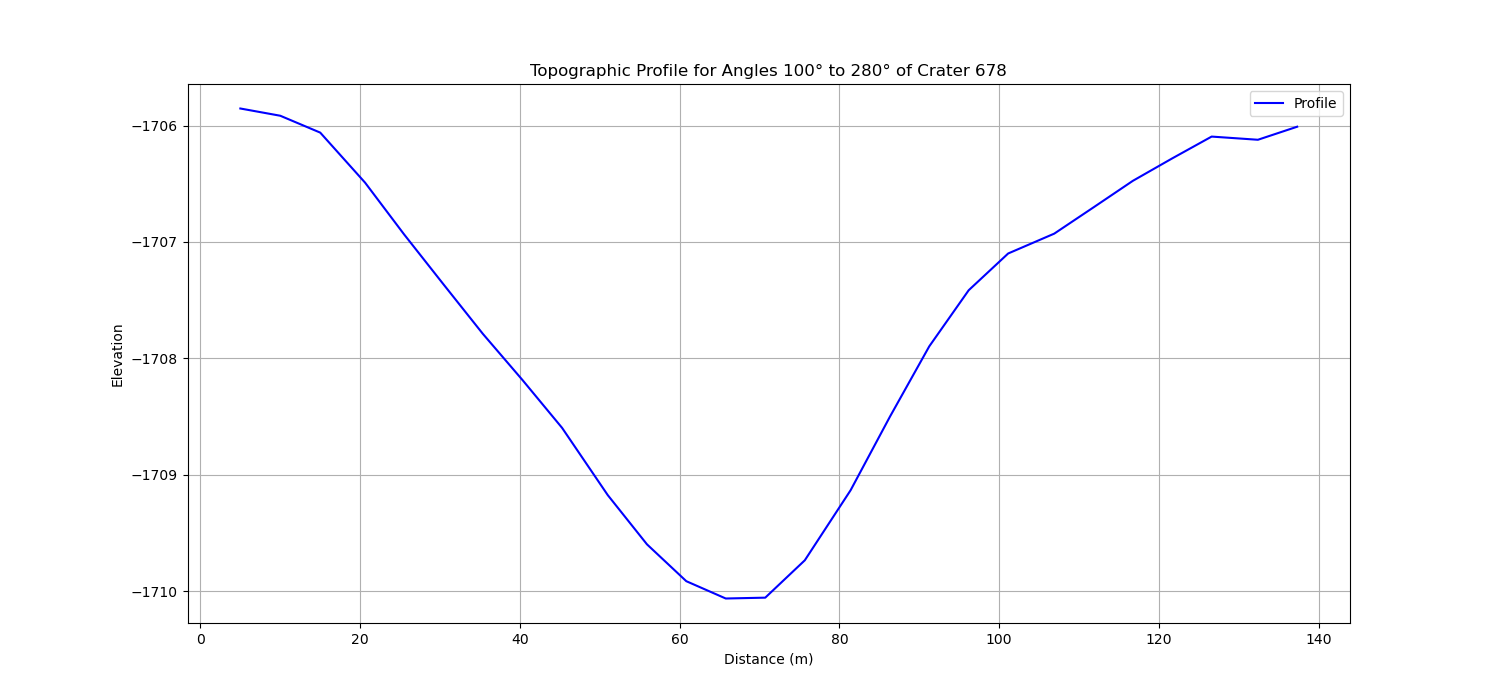 Topographic Profile for Angles 100° to 280° of Crater 678
Profile
−1706
−1707
−1708
−1709
−1710
Elevation
0 20 40 60 80 100 120 140
Distance (m)